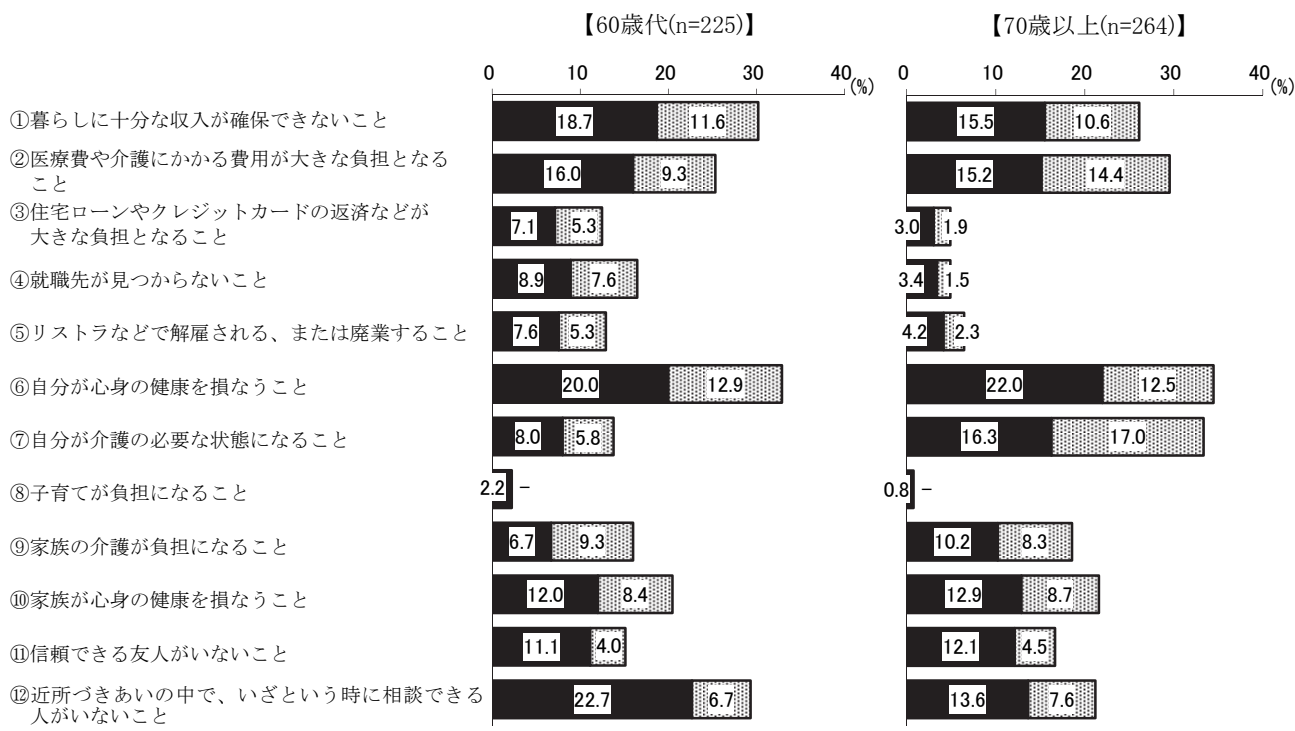 【60歳代(n=225)】 【70歳以上(n=264)】
0 10 20 30 40 (%) 0 10 20 30 40 (%)
①暮らしに十分な収入が確保できないこと 18.7 11.6 15.5 10.6
②医療費や介護にかかる費用が大きな負担となる
こと 16.0 9.3 15.2 14.4
③住宅ローンやクレジットカードの返済などが
大きな負担となること 7.1 5.3 3.0 1.9
④就職先が見つからないこと 8.9 7.6 3.4 1.5
⑤リストラなどで解雇される、または廃業すること 7.6 5.3 4.2 2.3
⑥自分が心身の健康を損なうこと 20.0 12.9 22.0 12.5
⑦自分が介護の必要な状態になること 8.0 5.8 16.3 17.0
⑧子育てが負担になること 2.2 − 0.8 −
⑨家族の介護が負担になること 6.7 9.3 10.2 8.3
⑩家族が心身の健康を損なうこと 12.0 8.4 12.9 8.7
⑪信頼できる友人がいないこと 11.1 4.0 12.1 4.5
⑫近所づきあいの中で、いざという時に相談できる
人がいないこと 22.7 6.7 13.6 7.6